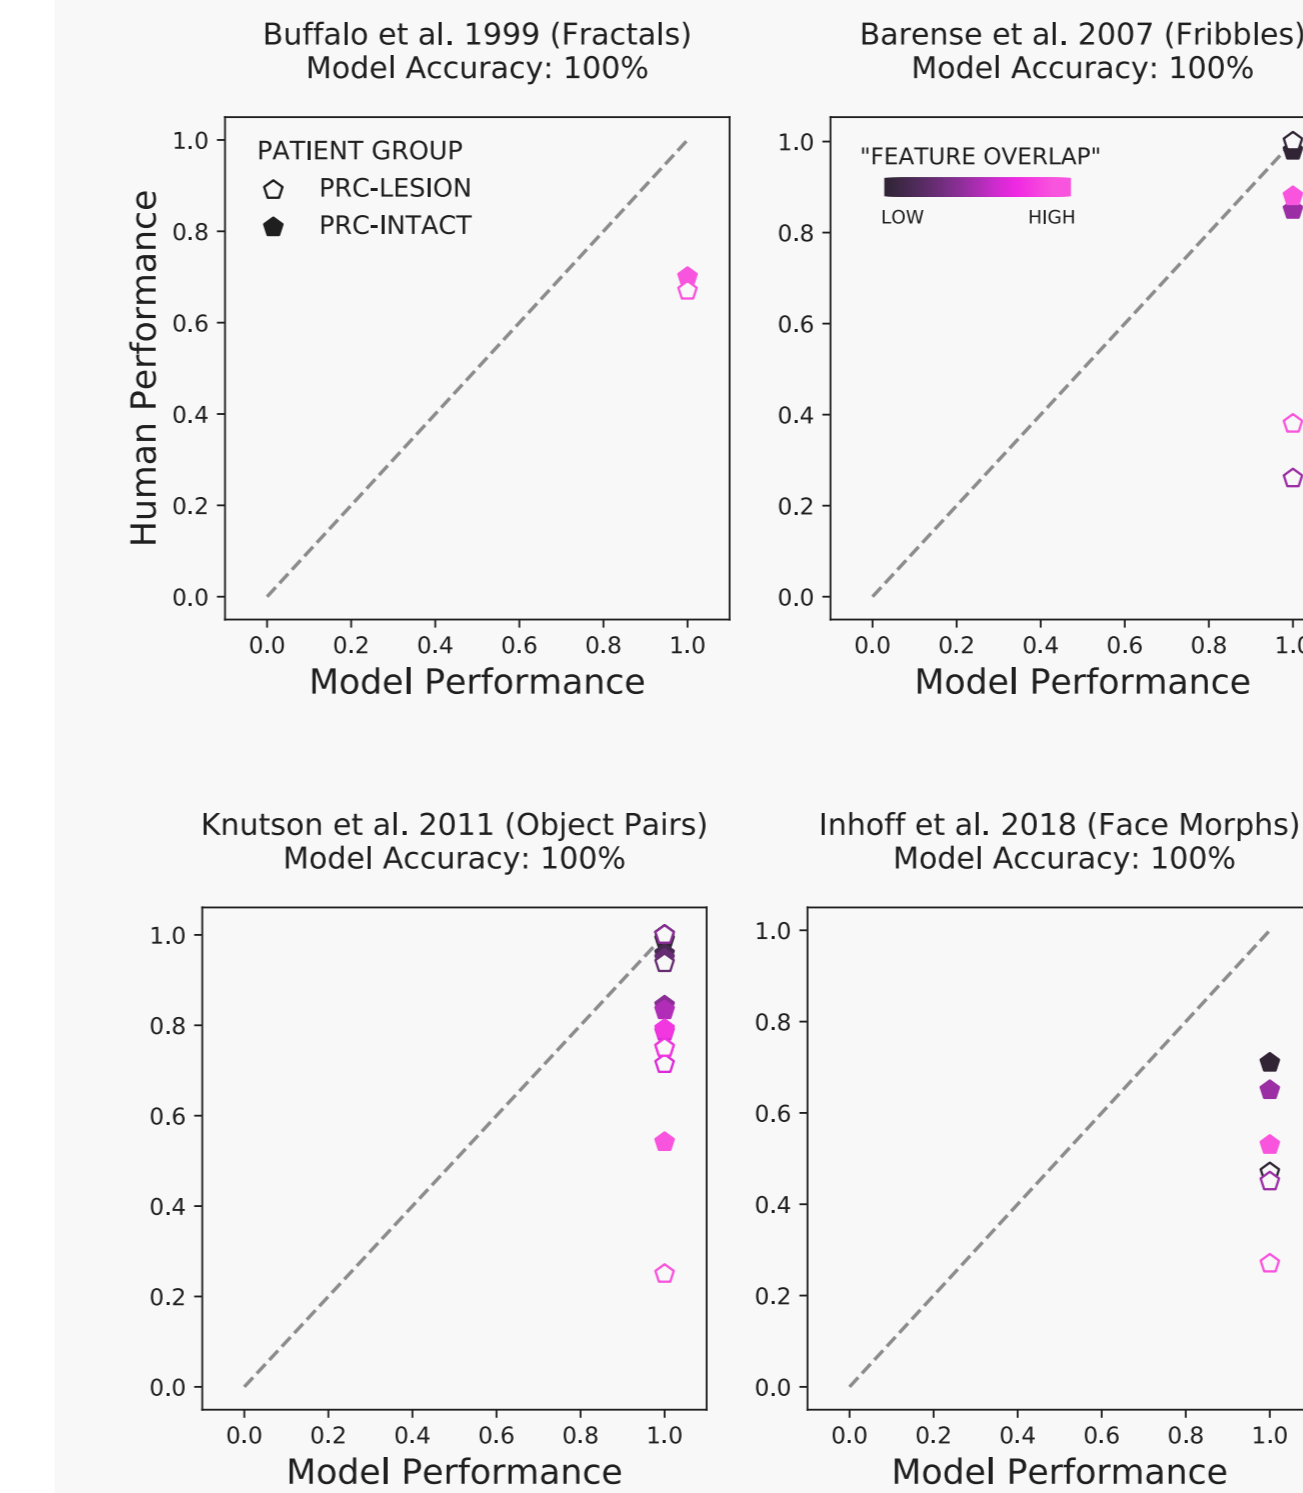 Buffalo et al. 1999 (Fractals)
Model Accuracy: 100%
PATIENT GROUP
PRC-LESION
PRC-INTACT
Human Performance
1.0
0.8
0.6
0.4
0.2
0.0
0.0 0.2 0.4 0.6 0.8 1.0
Model Performance
Barense et al. 2007 (Fribbles)
Model Accuracy: 100%
"FEATURE OVERLAP"
LOW HIGH
1.0
0.8
0.6
0.4
0.2
0.0
0.0 0.2 0.4 0.6 0.8 1.0
Model Performance
Knutson et al. 2011 (Object Pairs)
Model Accuracy: 100%
1.0
0.8
0.6
0.4
0.2
0.0
0.0 0.2 0.4 0.6 0.8 1.0
Model Performance
Inhoff et al. 2018 (Face Morphs)
Model Accuracy: 100%
1.0
0.8
0.6
0.4
0.2
0.0
0.0 0.2 0.4 0.6 0.8 1.0
Model Performance